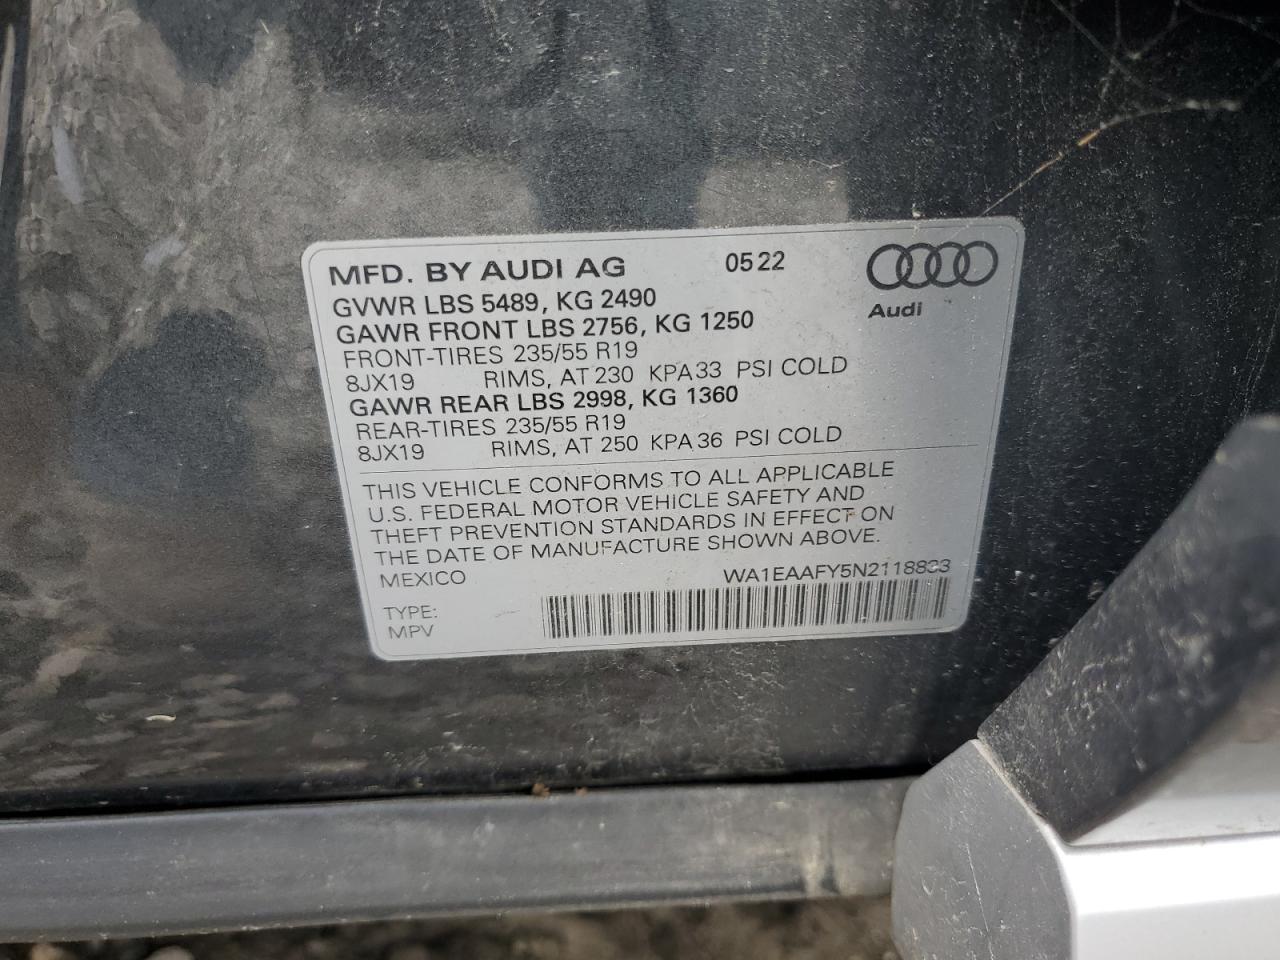 MFD. BY AUDI AG 0522
Audi
GVWR LBS 5489, KG 2490
GAWR FRONT LBS 2756, KG 1250
FRONT-TIRES 235/55 R19
8JX19 RIMS, AT 230 KPA 33 PSI COLD
GAWR REAR LBS 2998, KG 1360
REAR-TIRES 235/55 R19
8JX19 RIMS, AT 250 KPA 36 PSI COLD
THIS VEHICLE CONFORMS TO ALL APPLICABLE
U.S. FEDERAL MOTOR VEHICLE SAFETY AND
THEFT PREVENTION STANDARDS IN EFFECT ON
THE DATE OF MANUFACTURE SHOWN ABOVE.
MEXICO
TYPE:
MPV